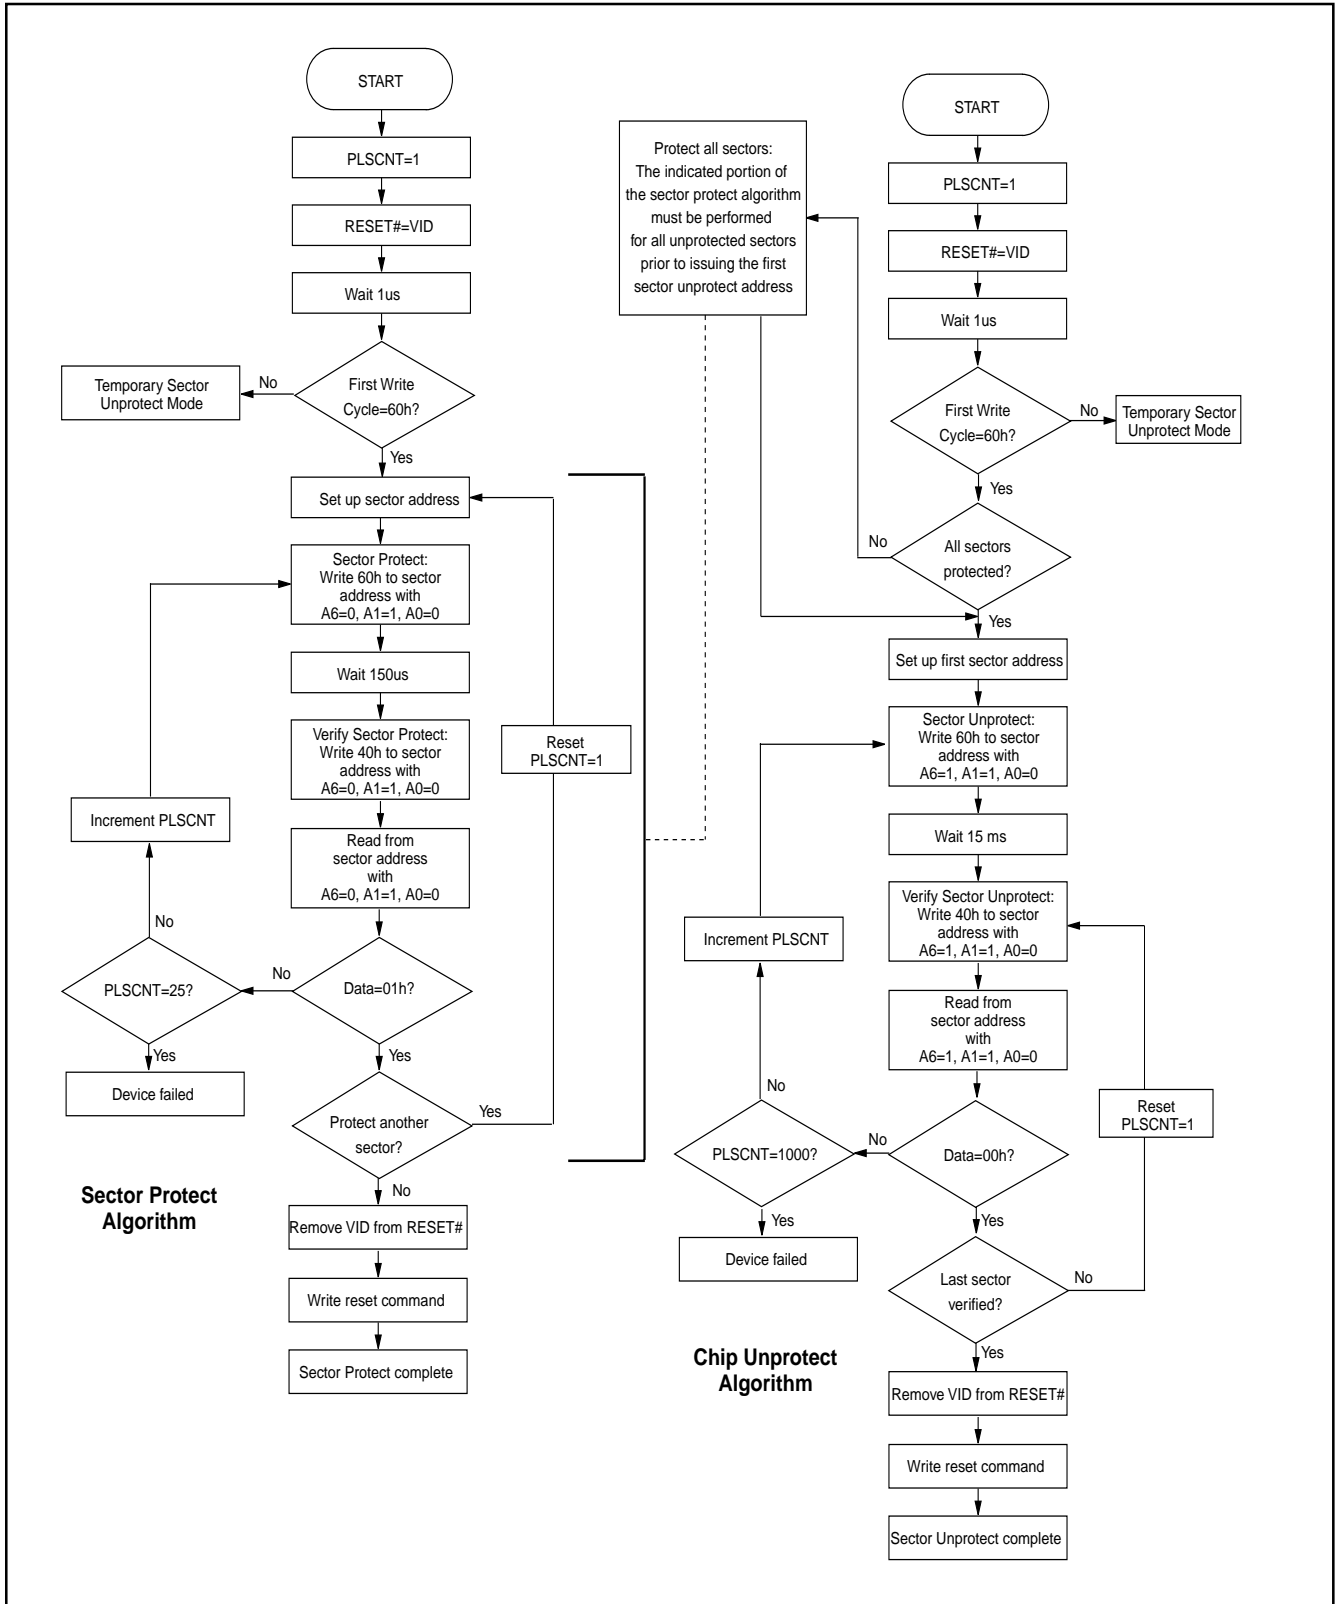 START
PLSCNT=1
RESET#=VID
Wait 1us
First Write
Cycle=60h?
No
Temporary Sector
Unprotect Mode
Yes
Set up sector address
Sector Protect:
Write 60h to sector
address with
A6=0, A1=1, A0=0
Wait 150us
Verify Sector Protect:
Write 40h to sector
address with
A6=0, A1=1, A0=0
Reset
PLSCNT=1
Increment PLSCNT
Read from
sector address
with
A6=0, A1=1, A0=0
No
No
PLSCNT=25?
Data=01h?
Yes
Yes
Device failed
Protect another
sector?
Yes
No
Sector Protect
Algorithm
Remove VID from RESET#
Write reset command
Sector Protect complete
Protect all sectors:
The indicated portion of
the sector protect algorithm
must be performed
for all unprotected sectors
prior to issuing the first
sector unprotect address
START
PLSCNT=1
RESET#=VID
Wait 1us
First Write
Cycle=60h?
No
Temporary Sector
Unprotect Mode
Yes
No
All sectors
protected?
Yes
Set up first sector address
Sector Unprotect:
Write 60h to sector
address with
A6=1, A1=1, A0=0
Wait 15 ms
Verify Sector Unprotect:
Write 40h to sector
address with
A6=1, A1=1, A0=0
Increment PLSCNT
Read from
sector address
with
A6=1, A1=1, A0=0
No
Reset
PLSCNT=1
No
PLSCNT=1000?
Data=00h?
Yes
Yes
Device failed
Last sector
verified?
No
Yes
Chip Unprotect
Algorithm
Remove VID from RESET#
Write reset command
Sector Unprotect complete